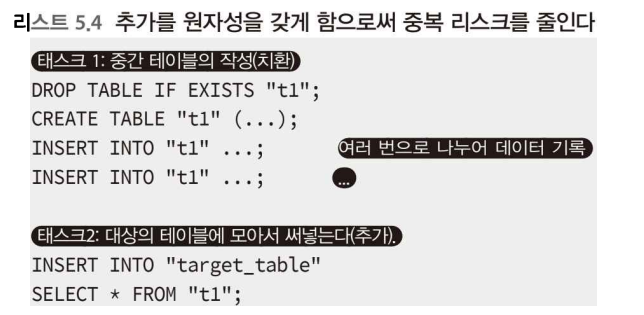 리스트 5.4 추가를 원자성을 갖게 함으로써 중복 리스크를 줄인다
태스크 1: 중간 테이블의 작성(치환)
DROP TABLE IF EXISTS "t1";
CREATE TABLE "t1" (...);
INSERT INTO "t1" ...; 여러 번으로 나누어 데이터 기록
INSERT INTO "t1" ...; ...
태스크2: 대상의 테이블에 모아서 써넣는다(추가).
INSERT INTO "target_table"
SELECT * FROM "t1";